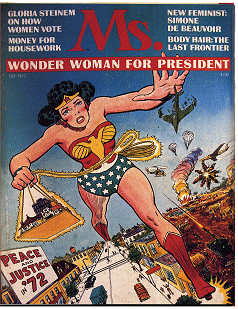 GLORIA STEINEM
ON HOW
WOMEN VOTE
MONEY FOR
HOUSEWORK
Ms.
NEW FEMINIST:
SIMONE
DE BEAUVOIR
BODY HAIR: THE
LAST FRONTIER
WONDER WOMAN FOR PRESIDENT
PEACE
AND
JUSTICE
IN '72